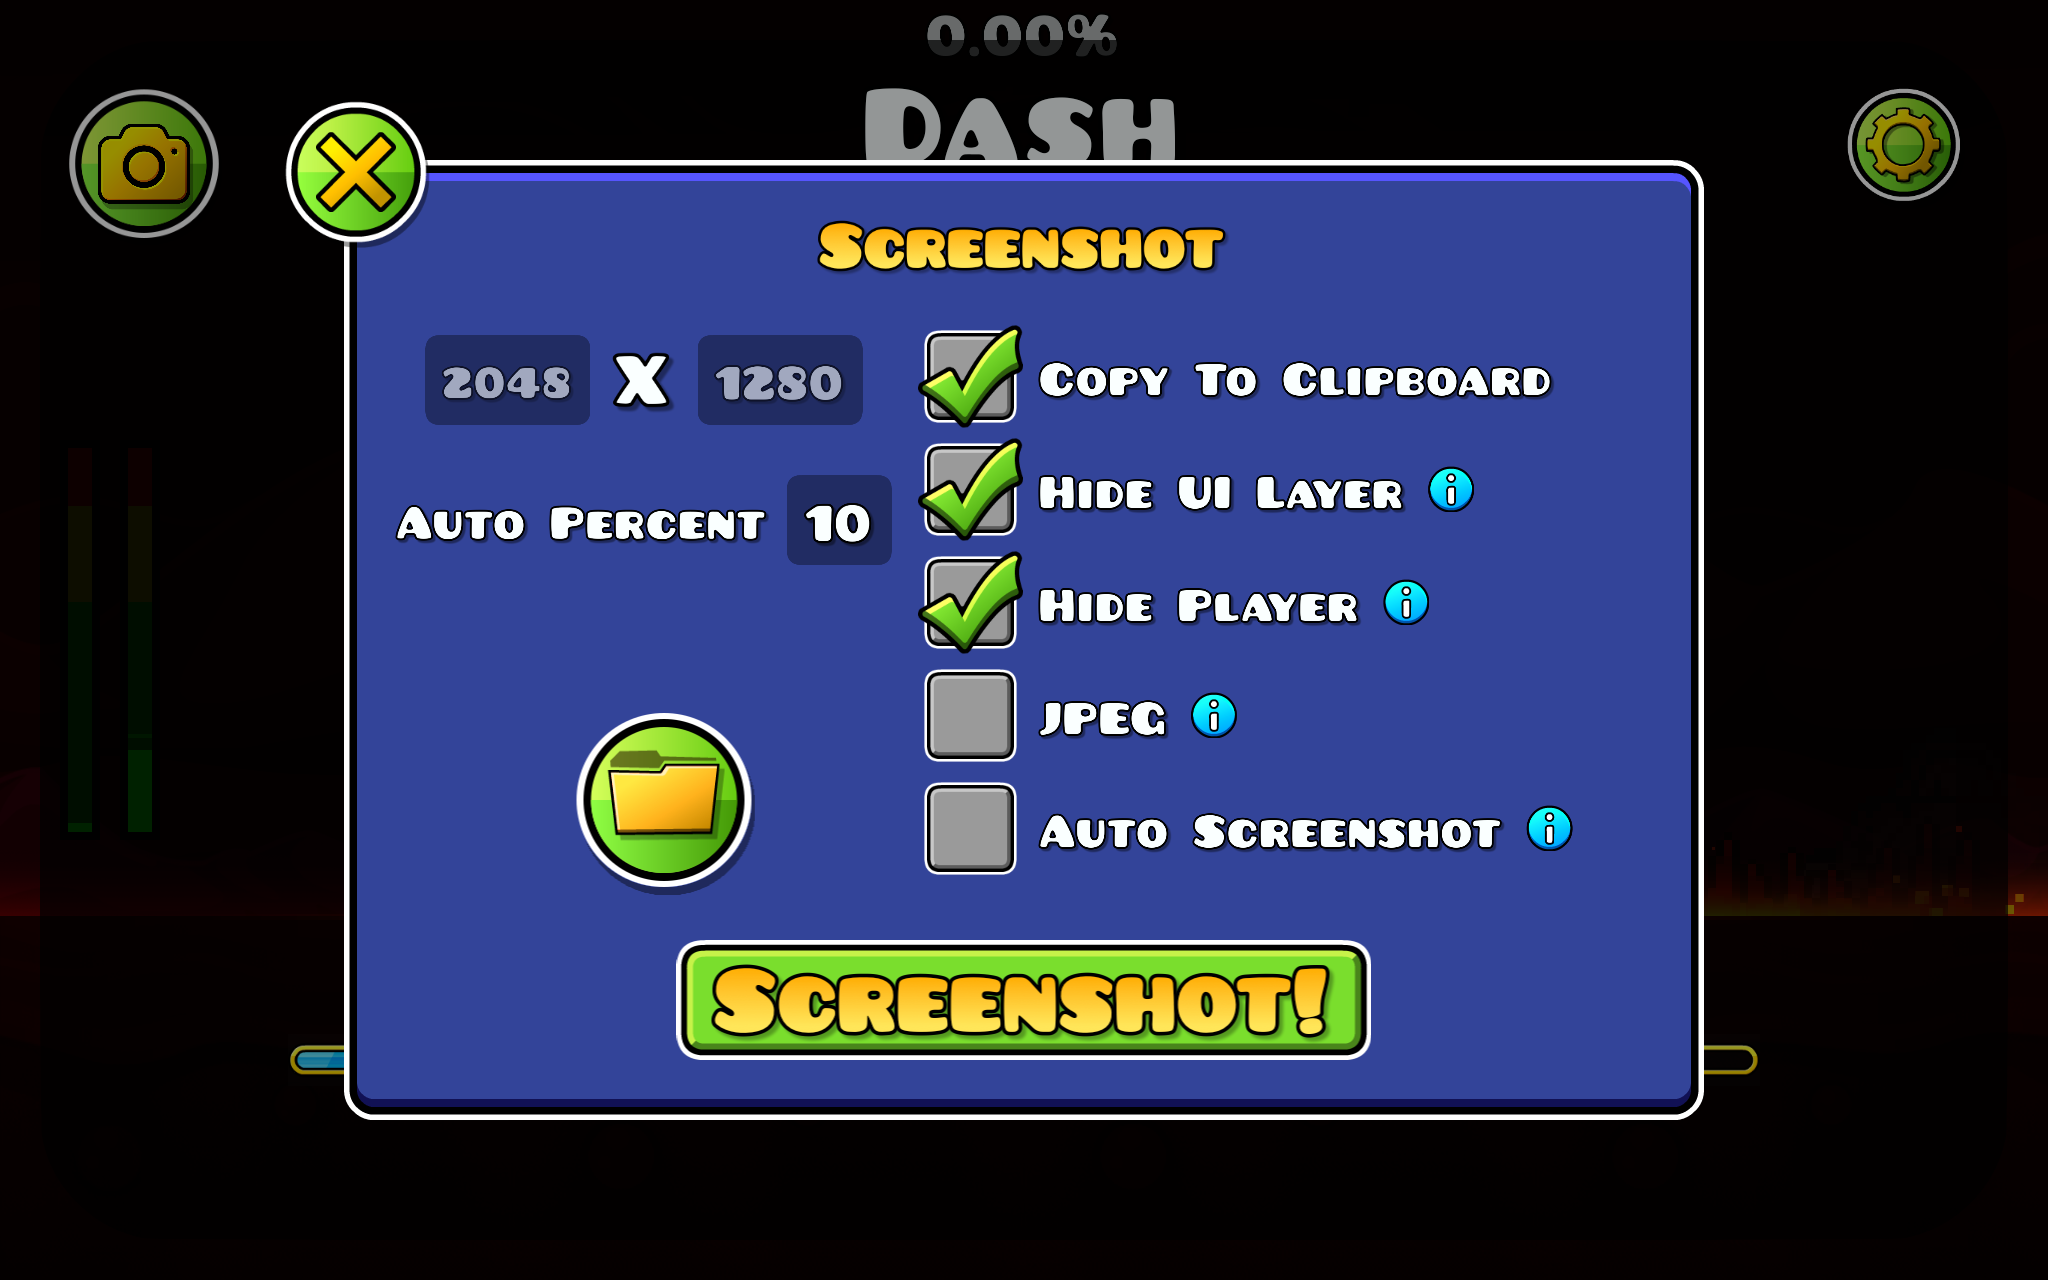 0.00%
Dash
Screenshot
2048 X 1280
Auto Percent 10
Copy To Clipboard
Hide UI Layer i
Hide Player i
JPEG i
Auto Screenshot i
Screenshot!